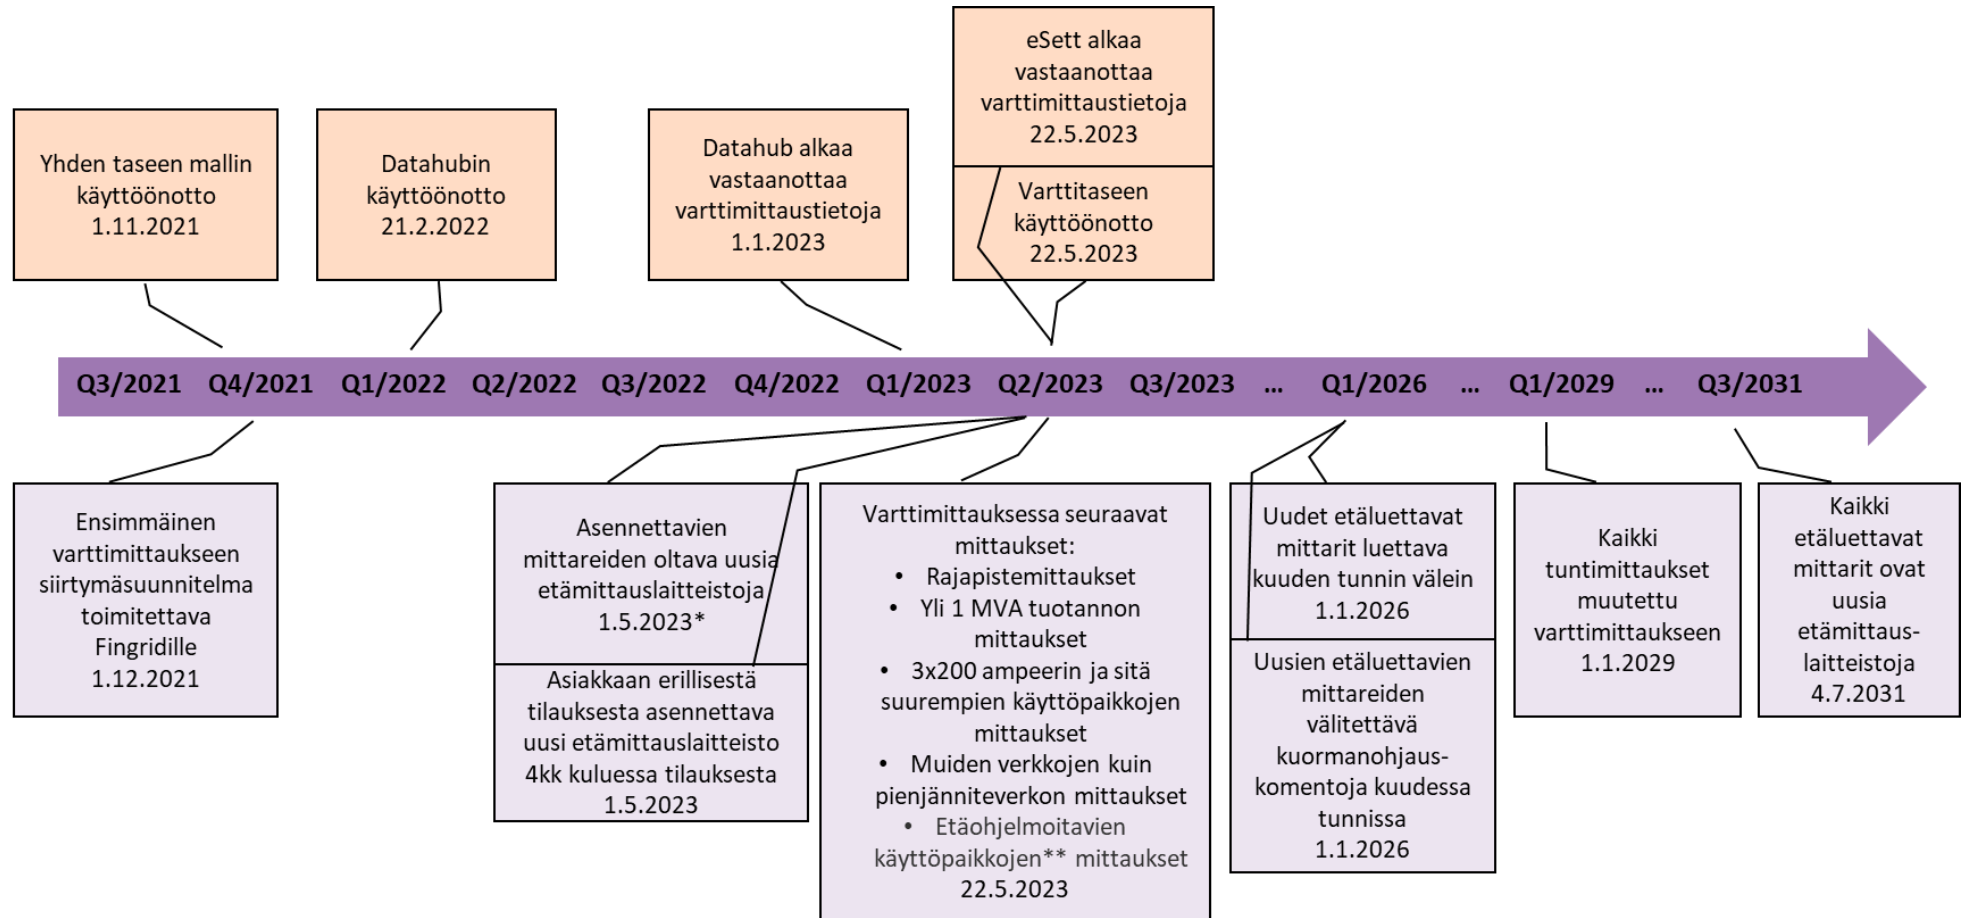 Yhden taseen mallin
käyttöönotto
1.11.2021
Datahubin
käyttöönotto
21.2.2022
Datahub alkaa
vastaanottaa
varttimittaustietoja
1.1.2023
eSett alkaa
vastaanottaa
varttimittaustietoja
22.5.2023
Varttitaseen
käyttöönotto
22.5.2023
Q3/2021 Q4/2021 Q1/2022 Q2/2022 Q3/2022 Q4/2022 Q1/2023 Q2/2023 Q3/2023 ... Q1/2026 ... Q1/2029 ... Q3/2031
Ensimmäinen
varttimittaukseen
siirtymäsuunnitelma
toimitettava
Fingridille
1.12.2021
Asennettavien
mittareiden oltava uusia
etämittauslaitteistoja
1.5.2023*
Asiakkaan erillisestä
tilauksesta asennettava
uusi etämittauslaitteisto
4kk kuluessa tilauksesta
1.5.2023
Varttimittauksessa seuraavat
mittaukset:
• Rajapistemittaukset
• Yli 1 MVA tuotannon
mittaukset
• 3x200 ampeerin ja sitä
suurempien käyttöpaikkojen
mittaukset
• Muiden verkkojen kuin
pienjänniteverkon mittaukset
• Etäohjelmoitavien
käyttöpaikkojen** mittaukset
22.5.2023
Uudet etäluettavat
mittarit luettava
kuuden tunnin välein
1.1.2026
Uusien etäluettavien
mittareiden
välitettävä
kuormanohjaus-
komentoja kuudessa
tunnissa
1.1.2026
Kaikki
tuntimittaukset
muutettu
varttimittaukseen
1.1.2029
Kaikki
etäluettavat
mittarit ovat
uusia
etämittaus-
laitteistoja
4.7.2031